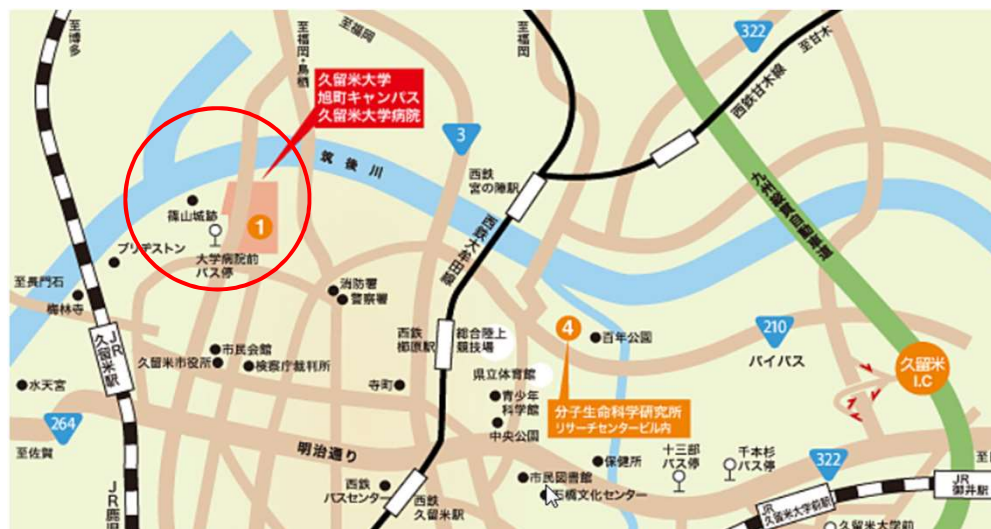 至博多
至福岡
至福岡・鳥栖
至福岡
322
至甘木
西鉄甘木線
久留米大学
旭町キャンパス
久留米大学病院
3
筑後川
西鉄
宮の陣駅
九州縦貫自動車道
西鉄大牟田線
篠山城跡
1
大学病院前
バス停
ブリヂストン
至長門石
梅林寺
消防署
警察署
JR
久留米駅
西鉄
櫛原駅
総合陸上
競技場
4
百年公園
210
バイパス
久留米
I.C
市民会館
久留米市役所
検察庁裁判所
県立体育館
水天宮
寺町
青少年
科学館
分子生命科学研究所
リサーチセンタービル内
264
中央公園
至佐賀
明治通り
保健所
十三部
バス停
千本杉
バス停
322
市民図書館
石橋文化センター
西鉄
バスセンター
西鉄
久留米駅
JR
久留米大学前駅
JR
御井駅
久留米大学前